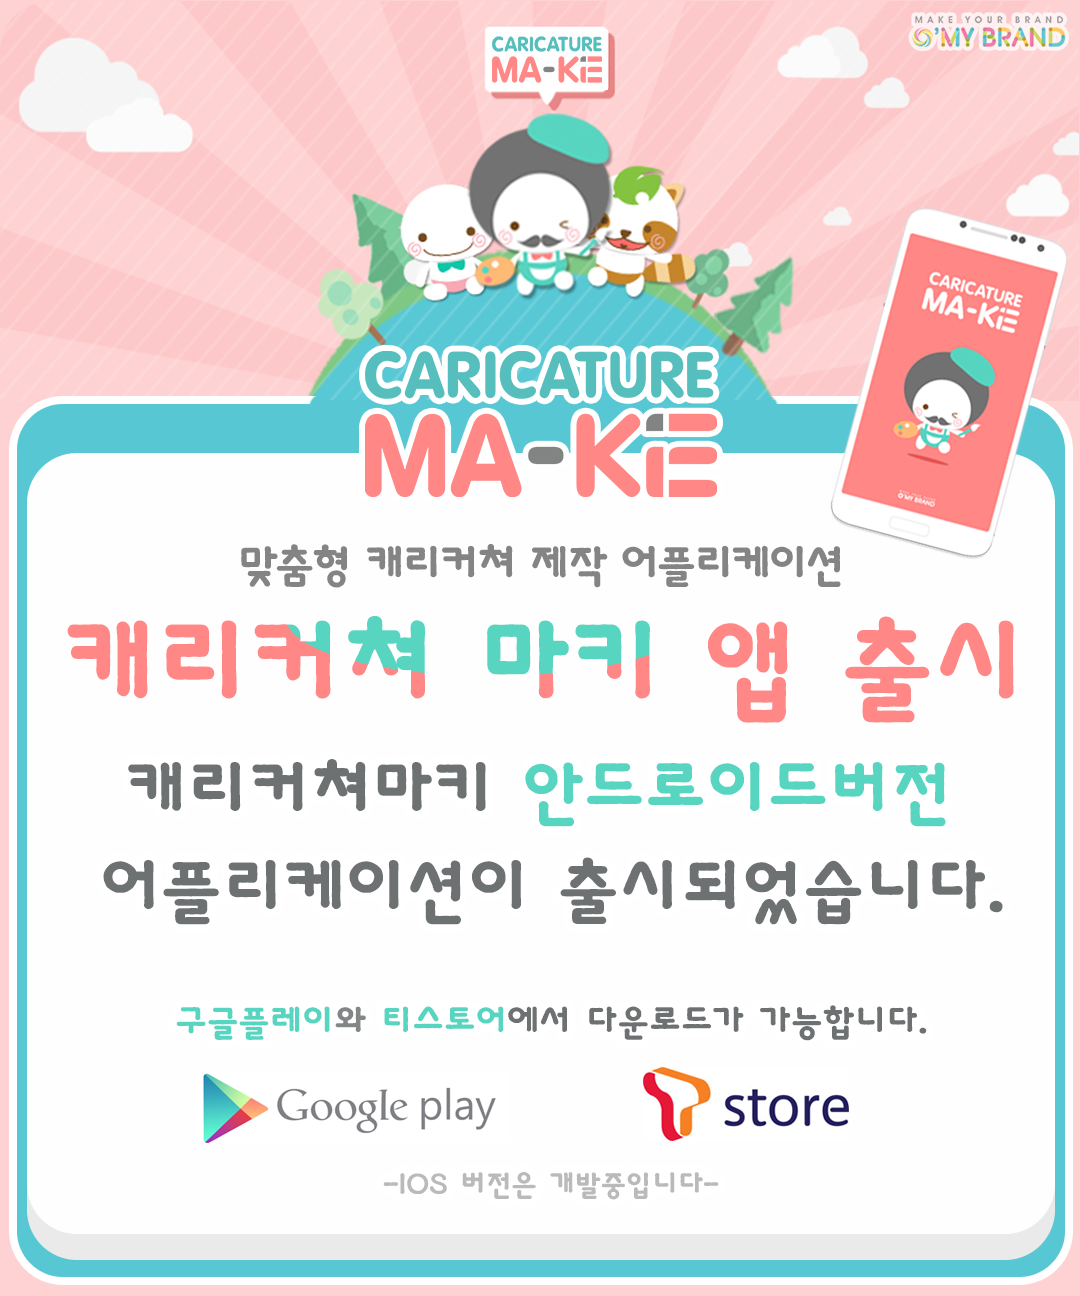 MAKE YOUR BRAND
O'MY BRAND
CARICATURE
MA-KIE
CARICATURE
MA-KIE
O'MY BRAND
CARICATURE
MA-KIE
맞춤형 캐리커쳐 제작 어플리케이션
캐리커쳐 마키 앱 출시
캐리커쳐마키 안드로이드버전
어플리케이션이 출시되었습니다.
구글플레이와 티스토어에서 다운로드가 가능합니다.
Google play
T store
-IOS 버전은 개발중입니다-